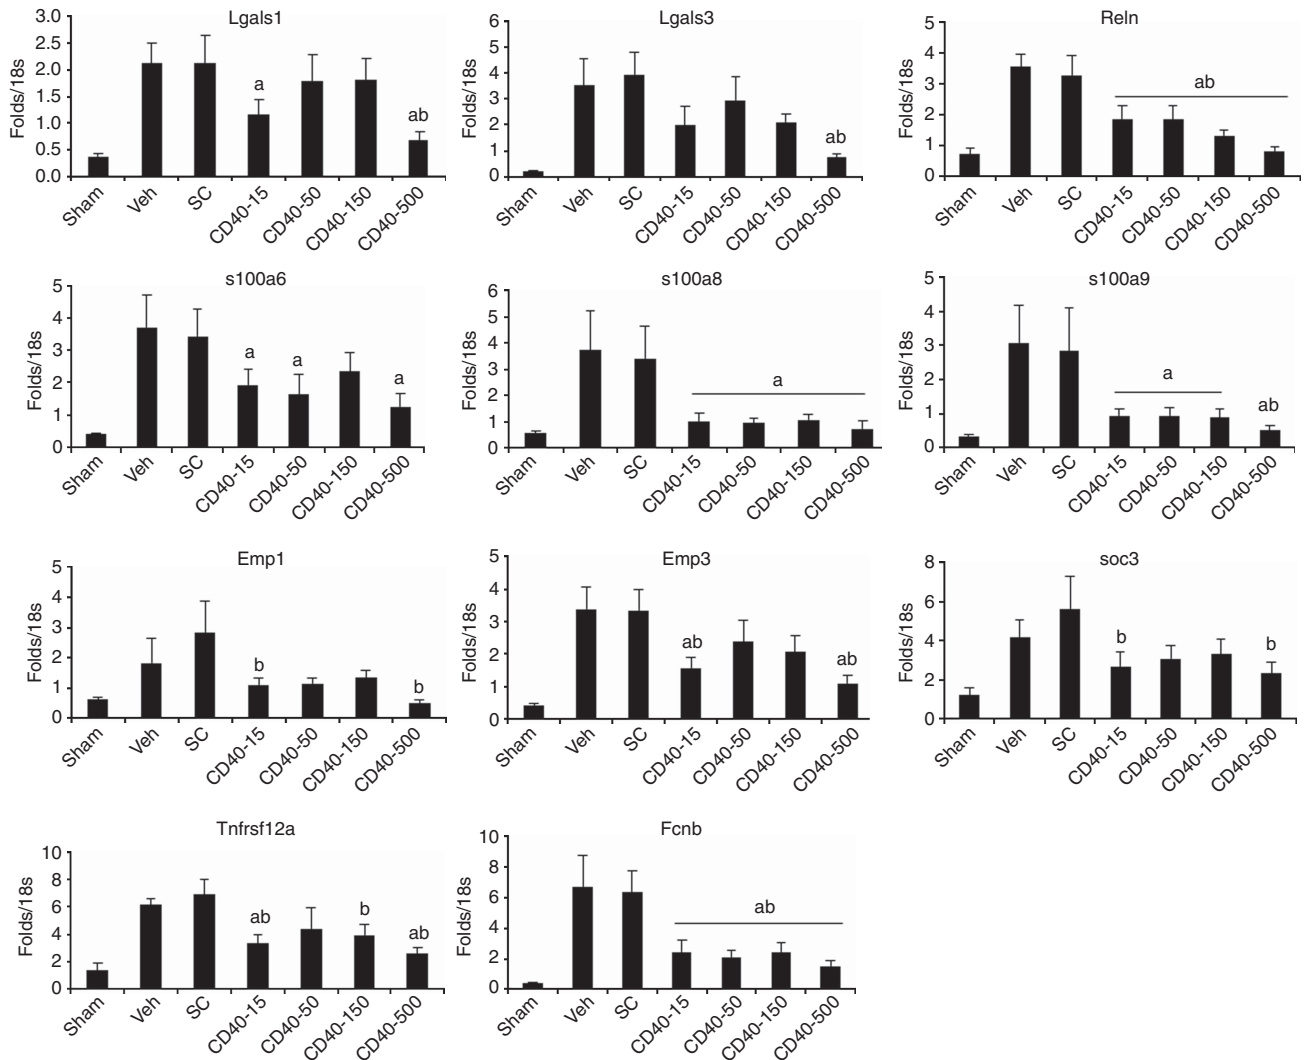 Lgals1
Folds/18s
3.0
2.5
2.0
1.5
1.0
0.5
0.0
a
ab
Sham
Veh
SC
CD40-15
CD40-50
CD40-150
CD40-500
Lgals3
Folds/18s
6
5
4
3
2
1
0
ab
Sham
Veh
SC
CD40-15
CD40-50
CD40-150
CD40-500
Reln
Folds/18s
5
4
3
2
1
0
ab
Sham
Veh
SC
CD40-15
CD40-50
CD40-150
CD40-500
s100a6
Folds/18s
5
4
3
2
1
0
a
a
a
Sham
Veh
SC
CD40-15
CD40-50
CD40-150
CD40-500
s100a8
Folds/18s
6
5
4
3
2
1
0
a
Sham
Veh
SC
CD40-15
CD40-50
CD40-150
CD40-500
s100a9
Folds/18s
5
4
3
2
1
0
a
ab
Sham
Veh
SC
CD40-15
CD40-50
CD40-150
CD40-500
Emp1
Folds/18s
5
4
3
2
1
0
b
b
Sham
Veh
SC
CD40-15
CD40-50
CD40-150
CD40-500
Emp3
Folds/18s
5
4
3
2
1
0
ab
ab
Sham
Veh
SC
CD40-15
CD40-50
CD40-150
CD40-500
soc3
Folds/18s
8
6
4
2
0
b
b
Sham
Veh
SC
CD40-15
CD40-50
CD40-150
CD40-500
Tnfrsf12a
Folds/18s
10
8
6
4
2
0
ab
b
ab
Sham
Veh
SC
CD40-15
CD40-50
CD40-150
CD40-500
Fcnb
Folds/18s
10
8
6
4
2
0
ab
Sham
Veh
SC
CD40-15
CD40-50
CD40-150
CD40-500